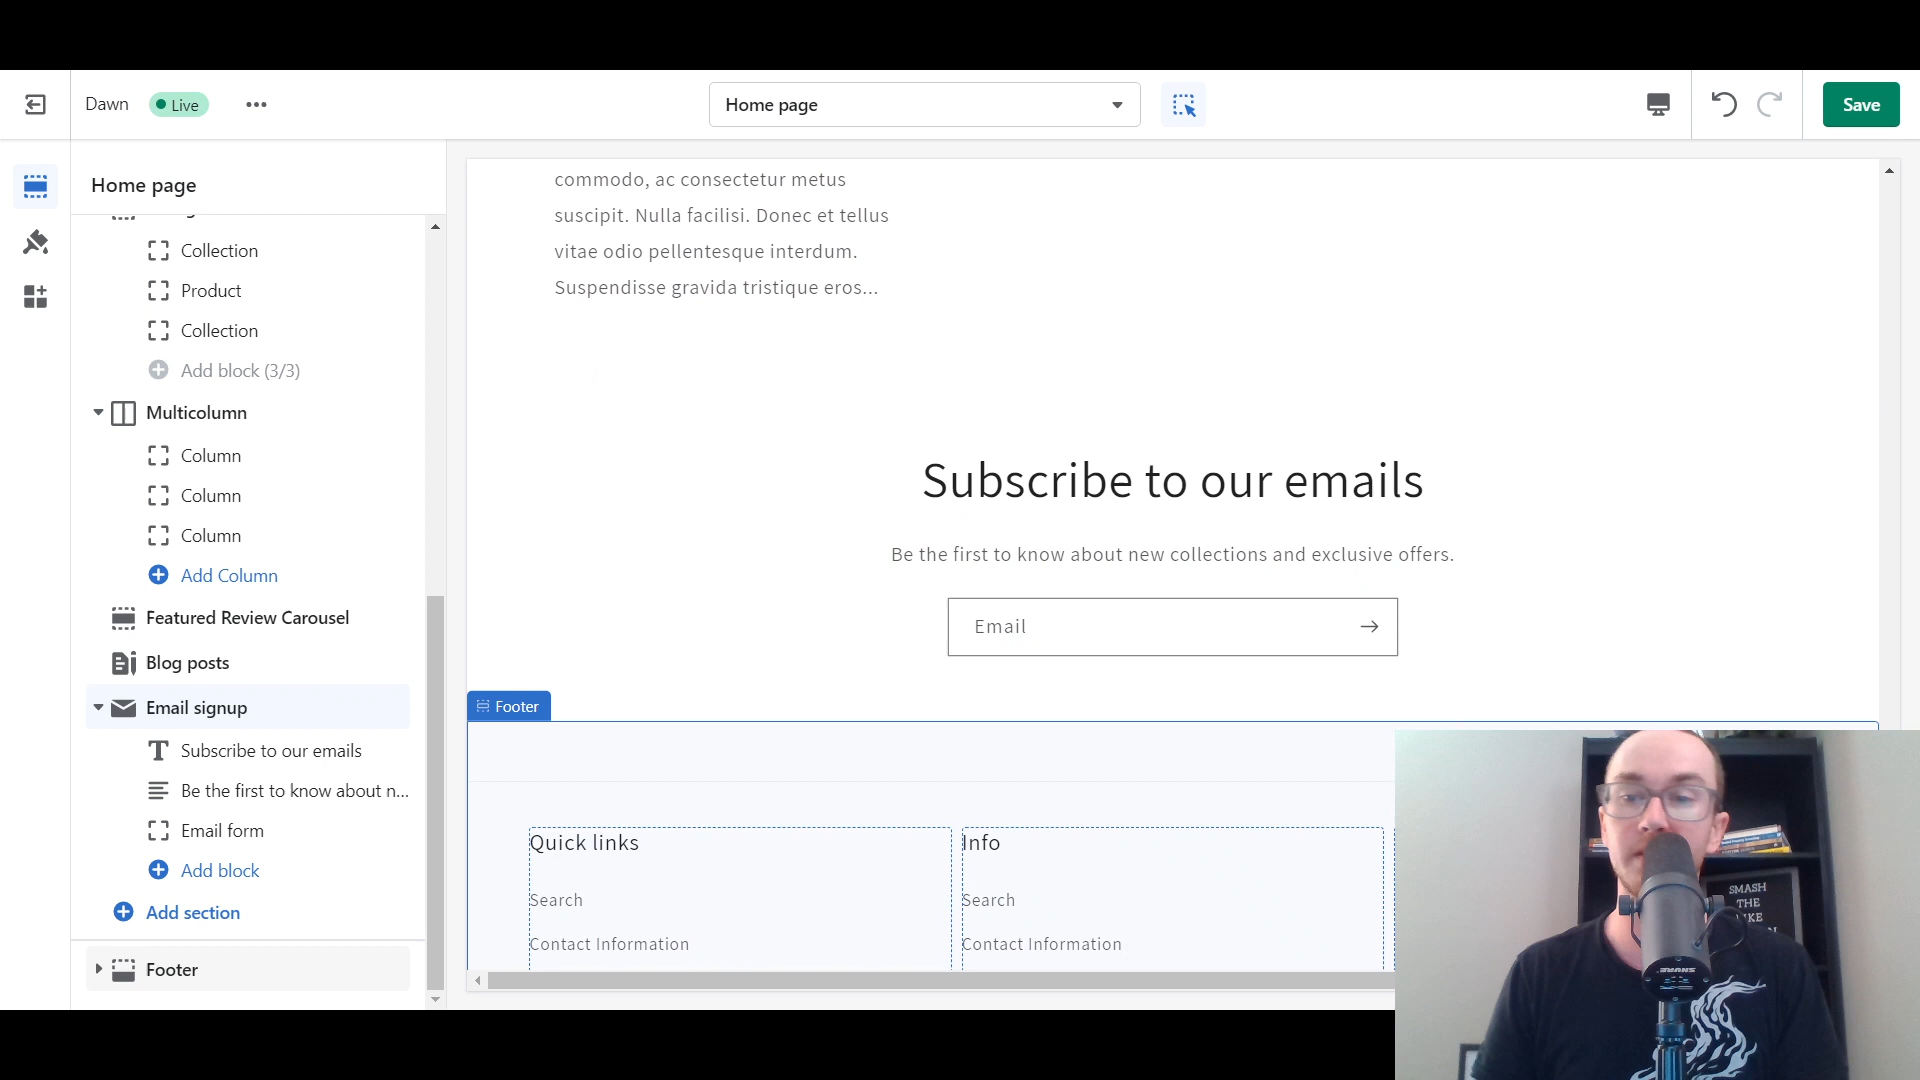 Dawn
Live
Home page
Save
Home page
Collection
Product
Collection
Add block (3/3)
Multicolumn
Column
Column
Column
Add Column
Featured Review Carousel
Blog posts
Email signup
Subscribe to our emails
Be the first to know about n...
Email form
Add block
Add section
Footer
commodo, ac consectetur metus
suscipit. Nulla facilisi. Donec et tellus
vitae odio pellentesque interdum.
Suspendisse gravida tristique eros...
Subscribe to our emails
Be the first to know about new collections and exclusive offers.
Email
Footer
Quick links
Search
Contact Information
Info
Search
Contact Information
SMASH
THE
SHURE